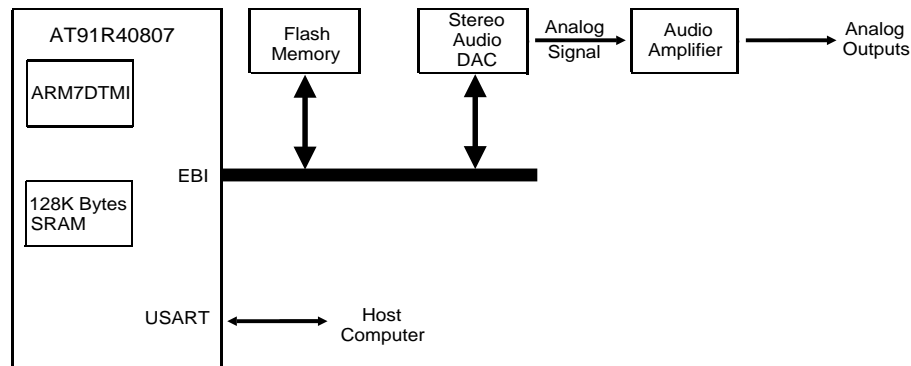 AT91R40807
ARM7DTMI
128K Bytes
SRAM
EBI
USART
Flash
Memory
Stereo
Audio
DAC
Analog
Signal
Audio
Amplifier
Analog
Outputs
Host
Computer